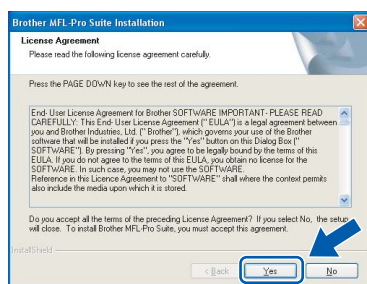 Brother MFL-Pro Suite Installation
License Agreement
Please read the following license agreement carefully.
Press the PAGE DOWN key to see the rest of the agreement.
End- User License Agreement for Brother SOFTWARE IMPORTANT- PLEASE READ
CAREFULLY: This End- User License Agreement (" EULA") is a legal agreement between
you and Brother Industries, Ltd. (" Brother"), which governs your use of the Brother
software that will be installed if you press the "Yes" button on this Dialog Box ("
SOFTWARE"). By pressing "Yes", you agree to be legally bound by the terms of this
EULA. If you do not agree to the terms of this EULA, you obtain no license for the
SOFTWARE. In such case, you may not use the SOFTWARE.
Reference in this Licence Agreement to "SOFTWARE" shall where the context permits
also include the media upon which it is stored.
Do you accept all the terms of the preceding License Agreement? If you select No, the setup
will close. To install Brother MFL-Pro Suite, you must accept this agreement.
InstallShield
< Back Yes No